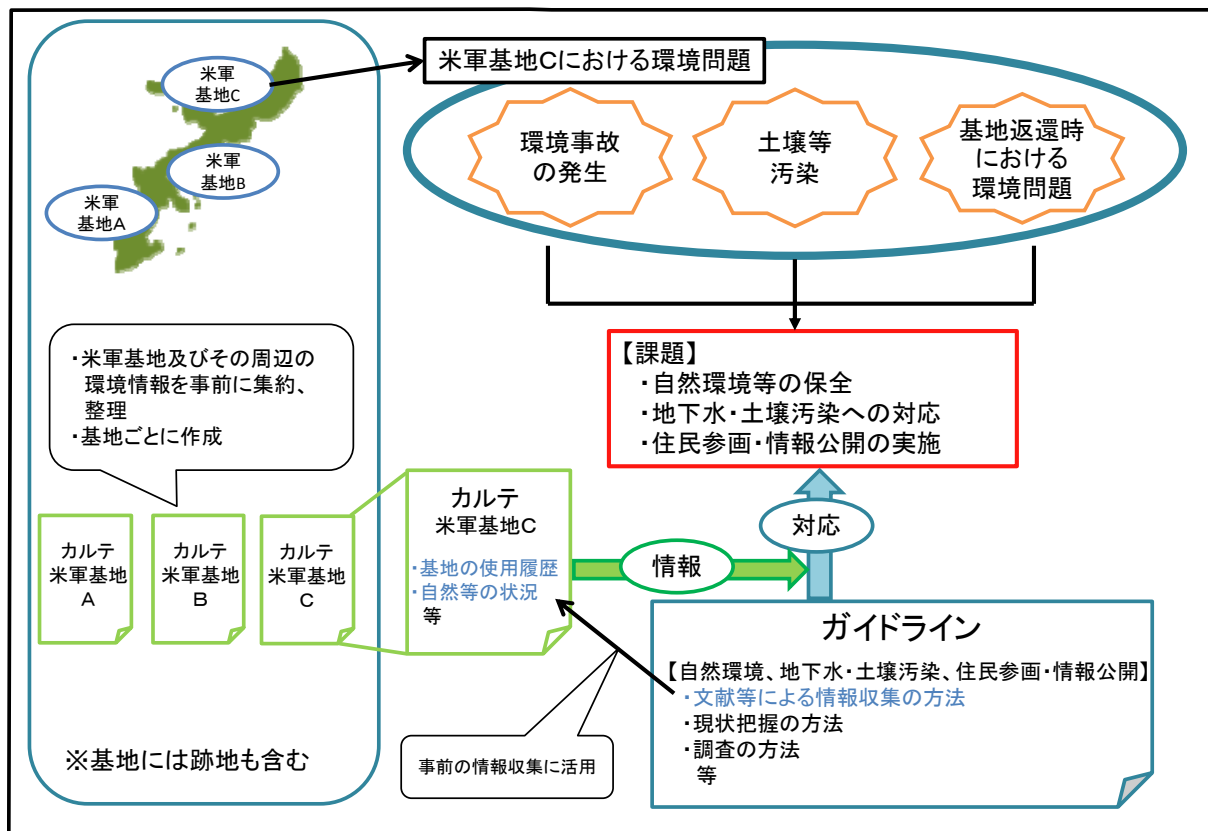 米軍
基地C
米軍
基地B
米軍
基地A
・米軍基地及びその周辺の
環境情報を事前に集約、
整理
・基地ごとに作成
カルテ
米軍基地
A
カルテ
米軍基地
B
カルテ
米軍基地
C
※基地には跡地も含む
米軍基地Cにおける環境問題
環境事故
の発生
土壌等
汚染
基地返還時
における
環境問題
【課題】
・自然環境等の保全
・地下水・土壌汚染への対応
・住民参画・情報公開の実施
カルテ
米軍基地C
・基地の使用履歴
・自然等の状況
等
情報
対応
ガイドライン
【自然環境、地下水・土壌汚染、住民参画・情報公開】
・文献等による情報収集の方法
・現状把握の方法
・調査の方法
等
事前の情報収集に活用